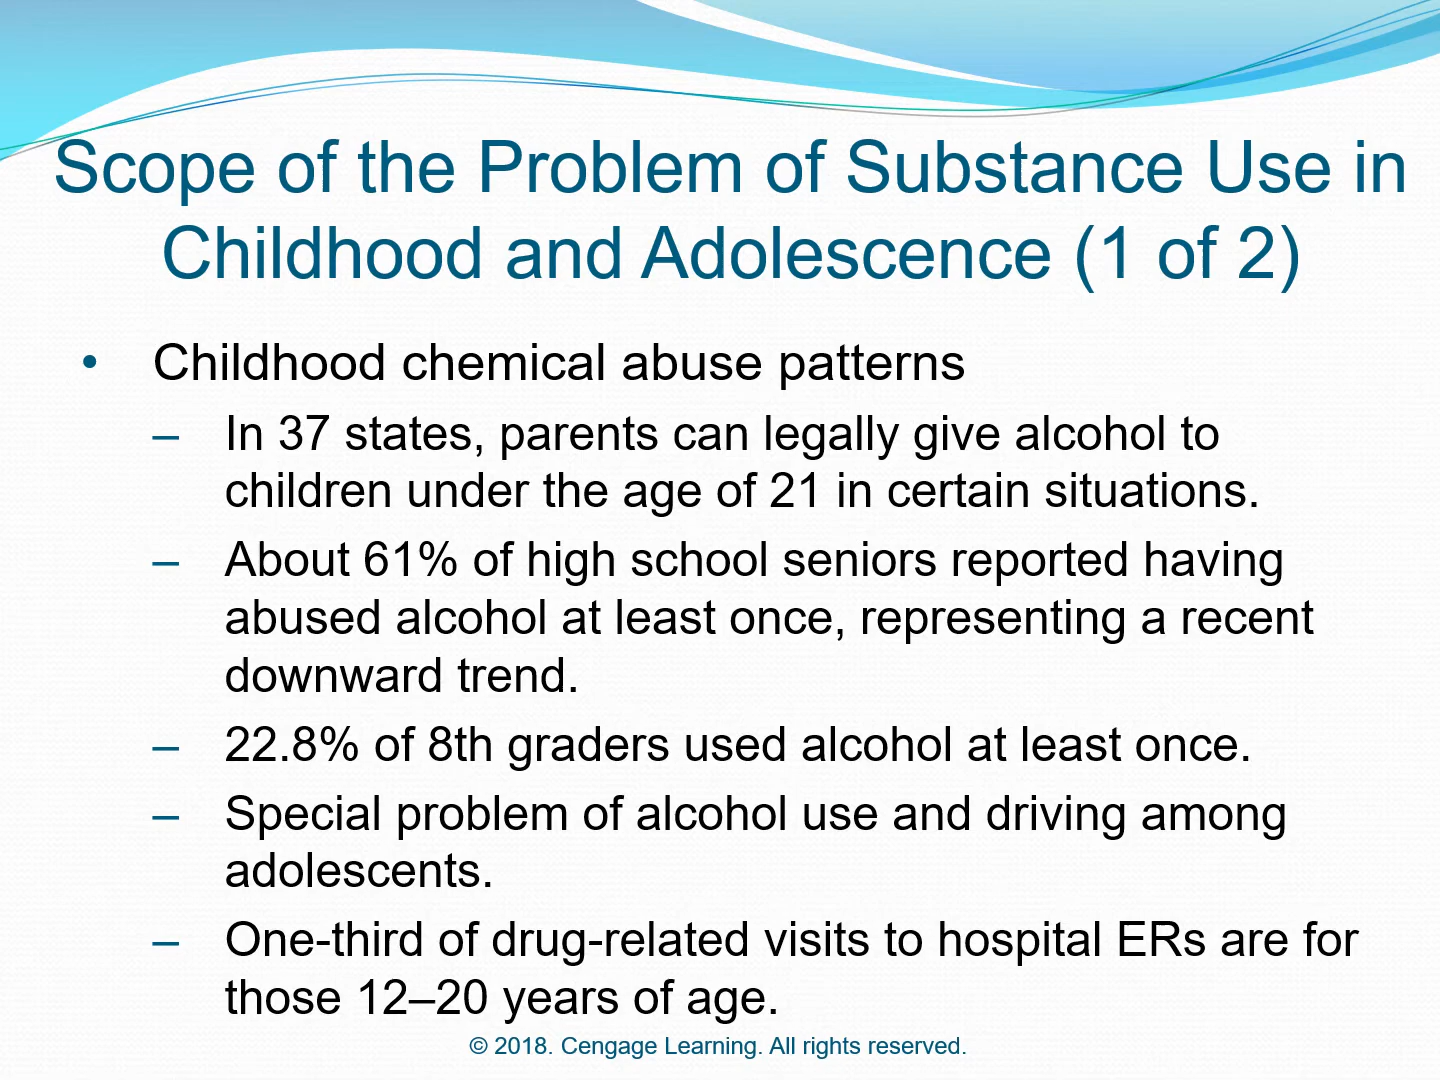 Scope of the Problem of Substance Use in
Childhood and Adolescence (1 of 2)
• Childhood chemical abuse patterns
– In 37 states, parents can legally give alcohol to
children under the age of 21 in certain situations.
– About 61% of high school seniors reported having
abused alcohol at least once, representing a recent
downward trend.
– 22.8% of 8th graders used alcohol at least once.
– Special problem of alcohol use and driving among
adolescents.
– One-third of drug-related visits to hospital ERs are for
those 12–20 years of age.
© 2018. Cengage Learning. All rights reserved.